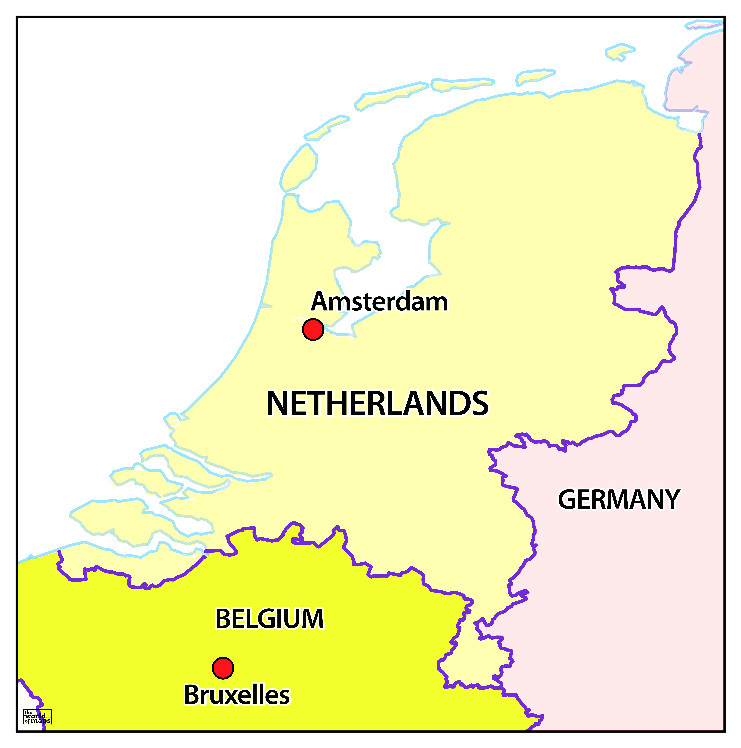 Amsterdam
NETHERLANDS
GERMANY
BELGIUM
Bruxelles